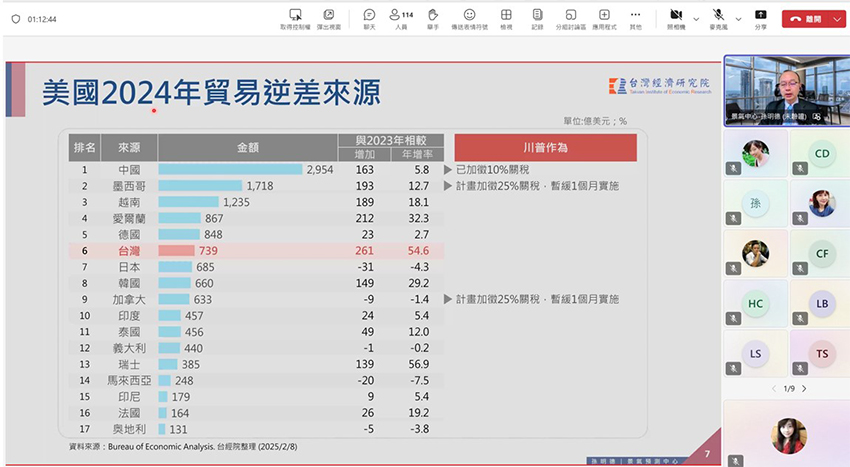 01:12:44
取得控制權 彈出視窗 聊天 114 人員 舉手 傳送表情符號 檢視 記錄 分組討論區 應用程式 其他 照相機 麥克風 分享 離開
美國2024年貿易逆差來源
台灣經濟研究院
Taiwan Institute of Economic Research
單位:億美元；%
排名 來源 金額 與2023年相較 增加 年增率 川普作為
1 中國 2,954 163 5.8 已加徵10%關稅
2 墨西哥 1,718 193 12.7 計畫加徵25%關稅，暫緩1個月實施
3 越南 1,235 189 18.1
4 愛爾蘭 867 212 32.3
5 德國 848 23 2.7
6 台灣 739 261 54.6
7 日本 685 -31 -4.3
8 韓國 660 149 29.2
9 加拿大 633 -9 -1.4 計畫加徵25%關稅，暫緩1個月實施
10 印度 457 24 5.4
11 泰國 456 49 12.0
12 義大利 440 -1 -0.2
13 瑞士 385 139 56.9
14 馬來西亞 248 -20 -7.5
15 印尼 179 9 5.4
16 法國 164 26 19.2
17 奧地利 131 -5 -3.8
資料來源：Bureau of Economic Analysis. 台經院整理 (2025/2/8)
孫明德 | 景氣預測中心
7
景氣中心-孫明德 (未驗證)
CD
孫
CF
HC
LB
LS
TS
1/9